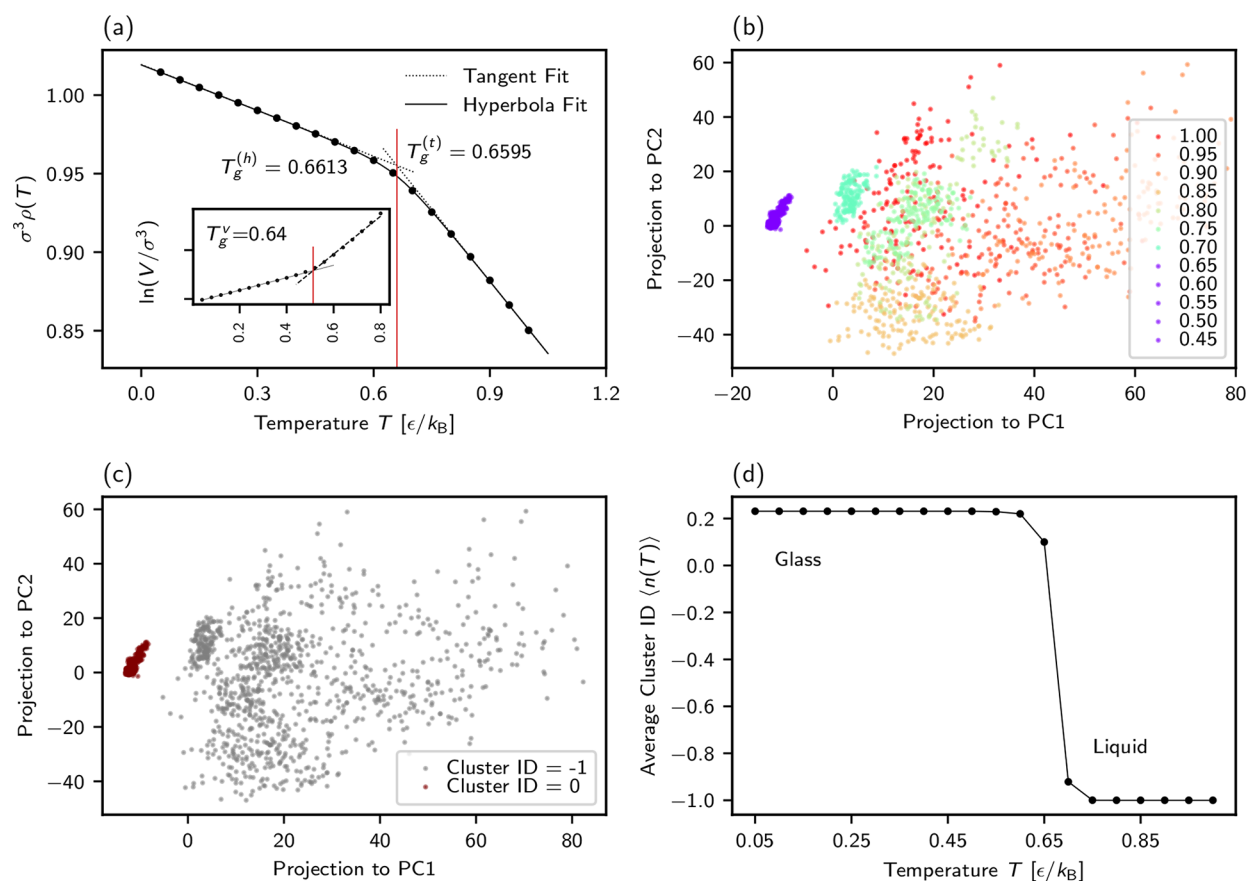 (a)
σ³ρ(T)
1.00
0.95
0.90
0.85
Tangent Fit
Hyperbola Fit
T_g^(h) = 0.6613
T_g^(t) = 0.6595
T_g^v=0.64
ln(V/σ³)
0.2
0.4
0.6
0.8
0.0
0.3
0.6
0.9
1.2
Temperature T [ϵ/k_B]
(b)
Projection to PC2
60
40
20
0
−20
−40
1.00
0.95
0.90
0.85
0.80
0.75
0.70
0.65
0.60
0.55
0.50
0.45
−20
0
20
40
60
80
Projection to PC1
(c)
Projection to PC2
60
40
20
0
−20
−40
Cluster ID = -1
Cluster ID = 0
0
20
40
60
80
Projection to PC1
(d)
Average Cluster ID ⟨n(T)⟩
0.2
0.0
−0.2
−0.4
−0.6
−0.8
−1.0
Glass
Liquid
0.05
0.25
0.45
0.65
0.85
Temperature T [ϵ/k_B]